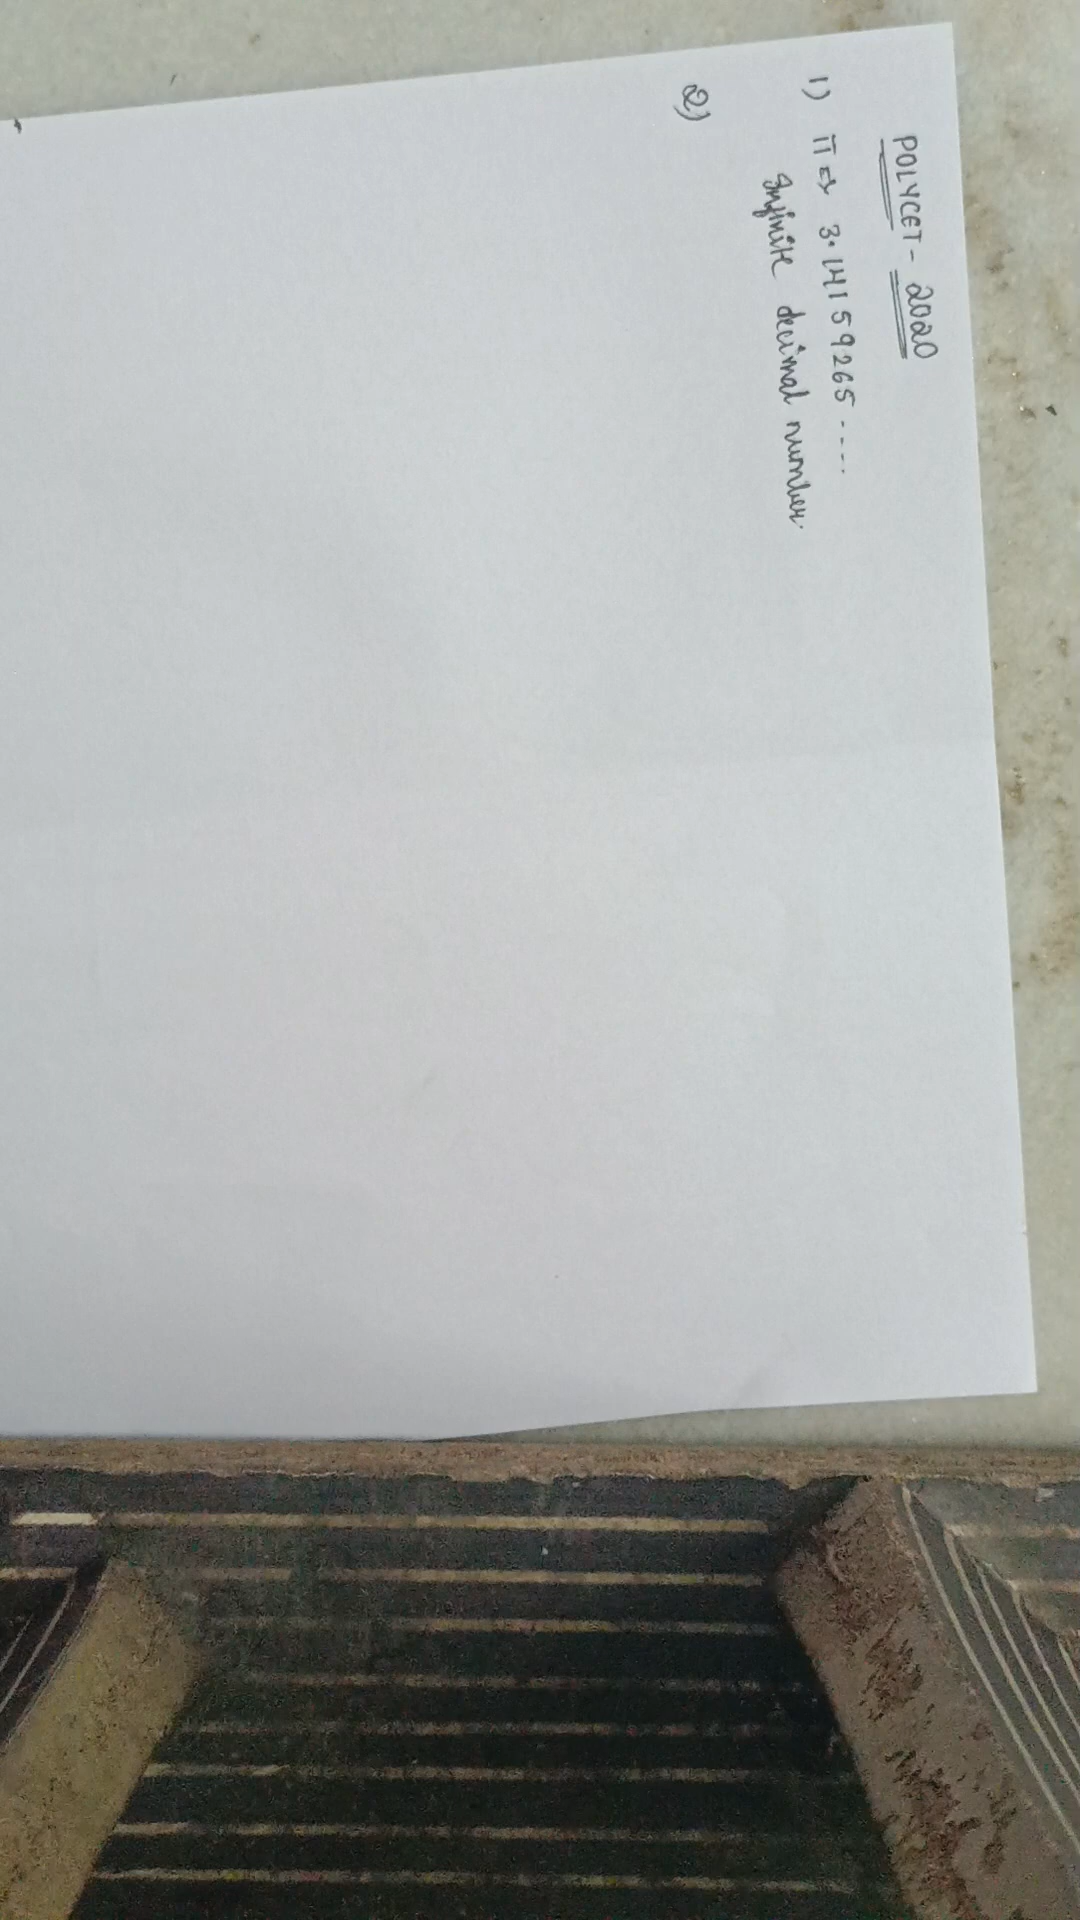 POLYCET - 2020
1) π => 3.14159265 ----.
Infinite decimal number.
2)